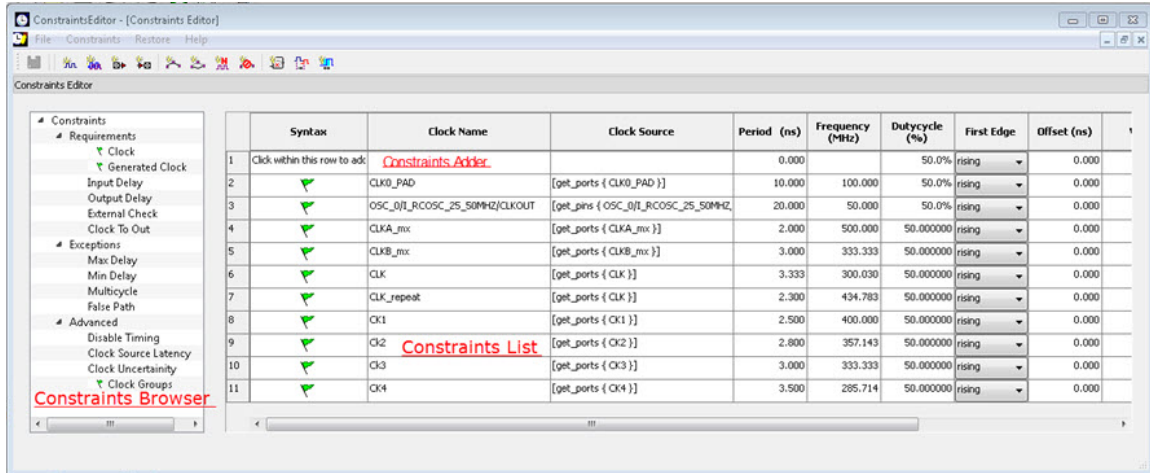 ConstraintsEditor - [Constraints Editor]
File Constraints Restore Help
Constraints Editor
Constraints
Requirements
Clock
Generated Clock
Input Delay
Output Delay
External Check
Clock To Out
Exceptions
Max Delay
Min Delay
Multicycle
False Path
Advanced
Disable Timing
Clock Source Latency
Clock Uncertainity
Clock Groups
Constraints Browser
Syntax Clock Name Clock Source Period (ns) Frequency (MHz) Dutycycle (%) First Edge Offset (ns)
1 Click within this row to add Constraints Adder 0.000 50.0% rising 0.000
2 CLK0_PAD [get_ports { CLK0_PAD }] 10.000 100.000 50.0% rising 0.000
3 OSC_0/I_RCOSC_25_50MHZ/CLKOUT [get_pins { OSC_0/I_RCOSC_25_50MHZ, 20.000 50.000 50.0% rising 0.000
4 CLKA_mx [get_ports { CLKA_mx }] 2.000 500.000 50.000000 rising 0.000
5 CLKB_mx [get_ports { CLKB_mx }] 3.000 333.333 50.000000 rising 0.000
6 CLK [get_ports { CLK }] 3.333 300.030 50.000000 rising 0.000
7 CLK_repeat [get_ports { CLK }] 2.300 434.783 50.000000 rising 0.000
8 CK1 [get_ports { CK1 }] 2.500 400.000 50.000000 rising 0.000
9 Ck2 Constraints List [get_ports { CK2 }] 2.800 357.143 50.000000 rising 0.000
10 Ck3 [get_ports { CK3 }] 3.000 333.333 50.000000 rising 0.000
11 CK4 [get_ports { CK4 }] 3.500 285.714 50.000000 rising 0.000